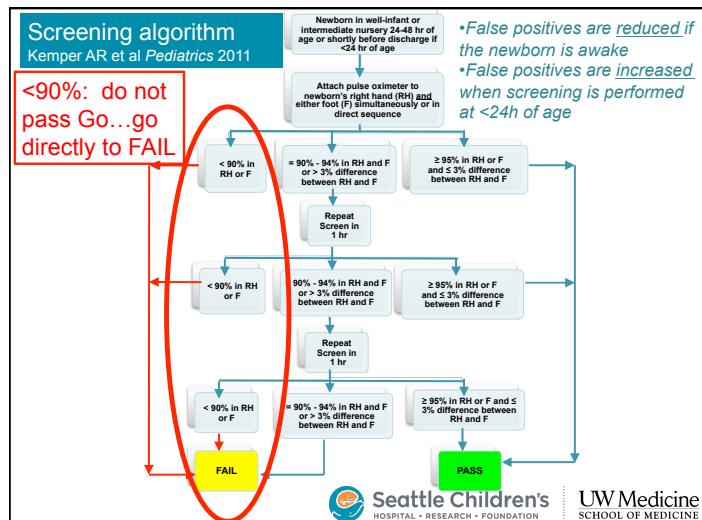 Screening algorithm
Kemper AR et al Pediatrics 2011
<90%: do not
pass Go…go
directly to FAIL
Newborn in well-infant or
intermediate nursery 24-48 hr of
age or shortly before discharge if
<24 hr of age
•False positives are reduced if
the newborn is awake
•False positives are increased
when screening is performed
at <24h of age
Attach pulse oximeter to
newborn's right hand (RH) and
either foot (F) simultaneously or in
direct sequence
< 90% in
RH or F
= 90% - 94% in RH and F
or > 3% difference
between RH and F
≥ 95% in RH or F
and ≤ 3% difference
between RH and F
Repeat
Screen in
1 hr
< 90% in RH
or F
90% - 94% in RH and F
or > 3% difference
between RH and F
≥ 95% in RH or F
and ≤ 3% difference
between RH and F
Repeat
Screen in
1 hr
< 90% in RH
or F
= 90% - 94% in RH and F
or > 3% difference
between RH and F
≥ 95% in RH or F and ≤
3% difference between
RH and F
FAIL
PASS
Seattle Children's
HOSPITAL • RESEARCH • FOUNDATION
UW Medicine
SCHOOL OF MEDICINE